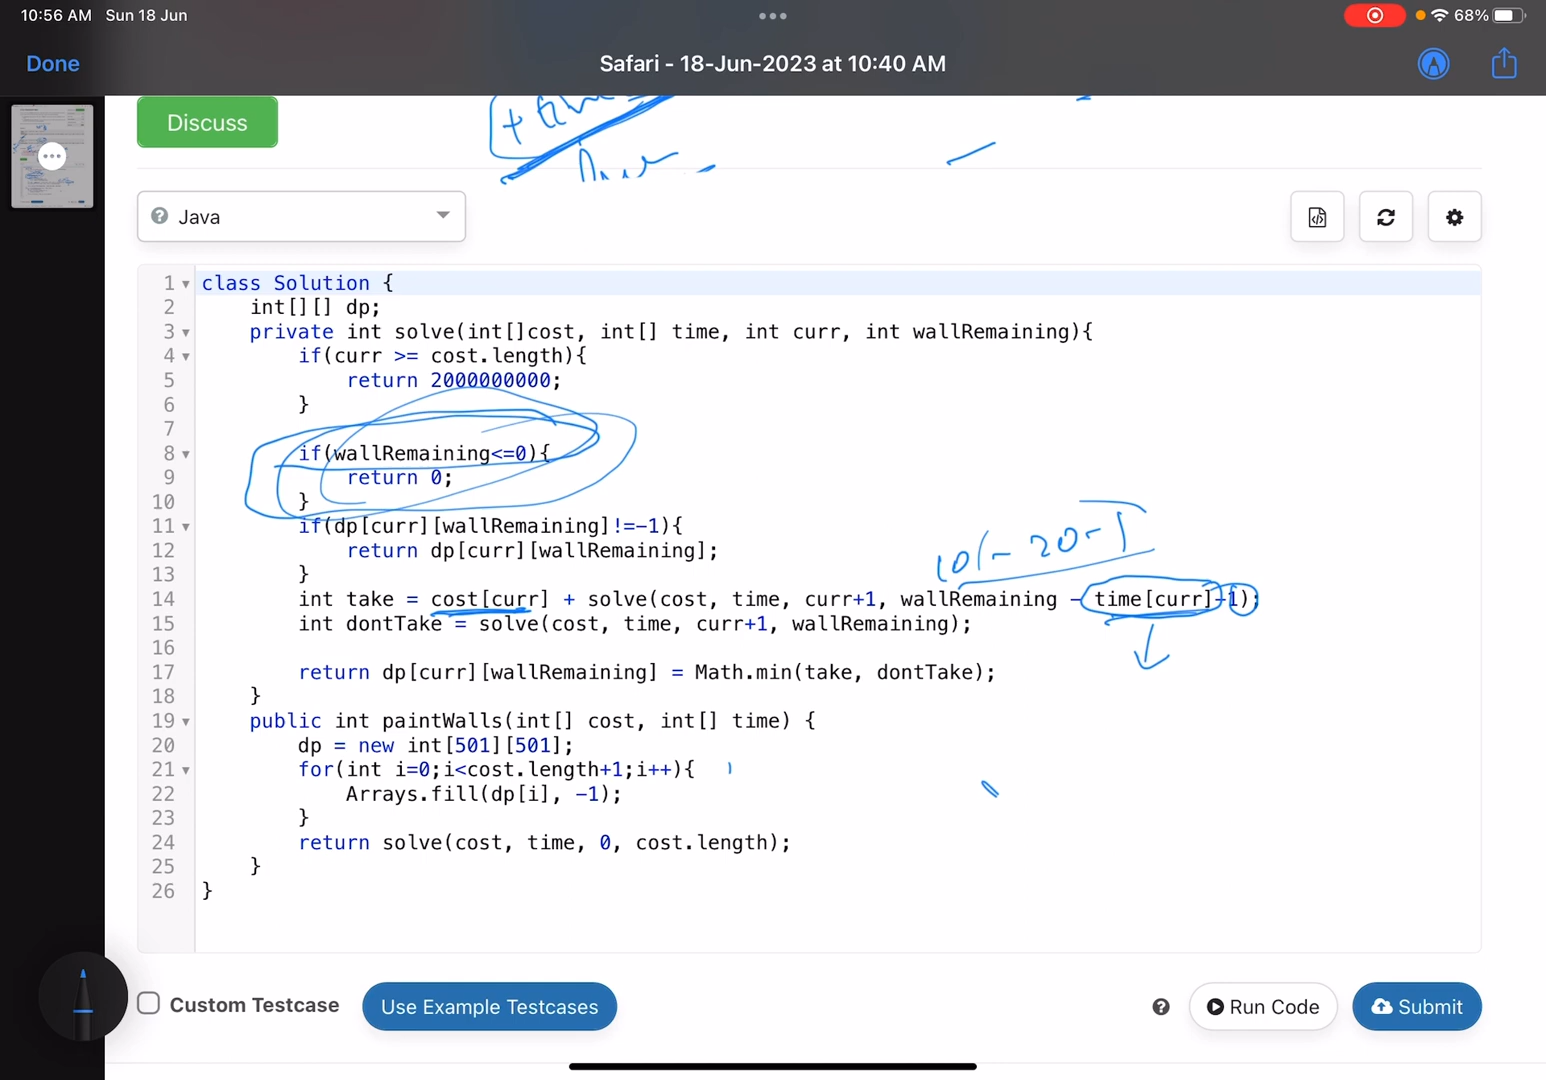 10:56 AM Sun 18 Jun
68%
Done
Safari - 18-Jun-2023 at 10:40 AM
+ time
Discuss
Java
1 class Solution {
2 int[][] dp;
3 private int solve(int[]cost, int[] time, int curr, int wallRemaining){
4 if(curr >= cost.length){
5 return 2000000000;
6 }
7
8 if(wallRemaining<=0){
9 return 0;
10 }
11 if(dp[curr][wallRemaining]!=-1){
12 return dp[curr][wallRemaining];
13 }
10 - 20 - 1
14 int take = cost[curr] + solve(cost, time, curr+1, wallRemaining - time[curr]-1);
15 int dontTake = solve(cost, time, curr+1, wallRemaining);
16
17 return dp[curr][wallRemaining] = Math.min(take, dontTake);
18 }
19 public int paintWalls(int[] cost, int[] time) {
20 dp = new int[501][501];
21 for(int i=0;i<cost.length+1;i++){
22 Arrays.fill(dp[i], -1);
23 }
24 return solve(cost, time, 0, cost.length);
25 }
26 }
Custom Testcase
Use Example Testcases
Run Code
Submit